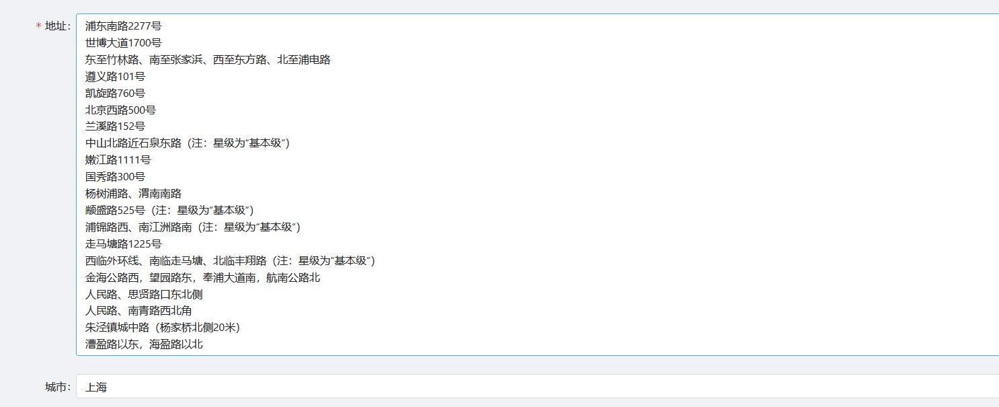 * 地址:
浦东南路2277号
世博大道1700号
东至竹林路、南至张家浜、西至东方路、北至浦电路
遵义路101号
凯旋路760号
北京西路500号
兰溪路152号
中山北路近石泉东路（注：星级为“基本级”）
嫩江路1111号
国秀路300号
杨树浦路、渭南南路
颛盛路525号（注：星级为“基本级”）
浦锦路西、南江洲路南（注：星级为“基本级”）
走马塘路1225号
西临外环线、南临走马塘、北临丰翔路（注：星级为“基本级”）
金海公路西，望园路东，奉浦大道南，航南公路北
人民路、思贤路口东北侧
人民路、南青路西北角
朱泾镇城中路（杨家桥北侧20米）
漕盈路以东，海盈路以北
城市: 上海